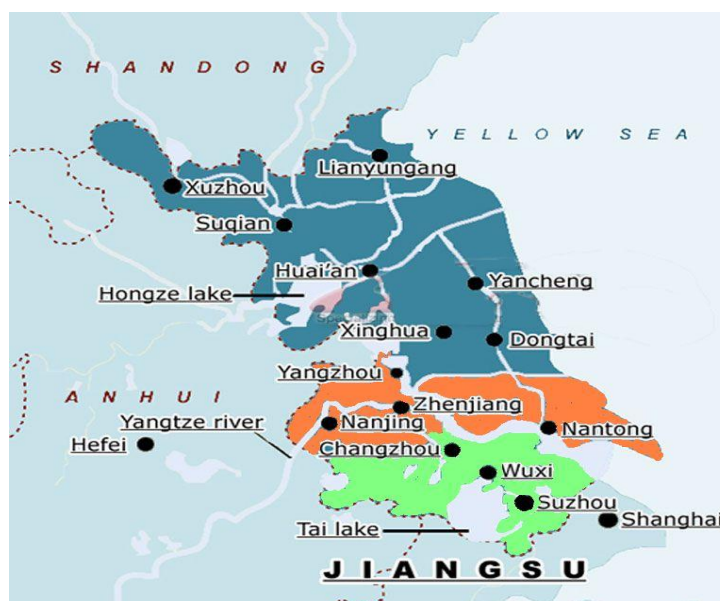 SHANDONG
YELLOW SEA
Lianyungang
Xuzhou
Suqian
Huai'an
Hongze lake
Yancheng
Xinghua
Dongtai
Yangzhou
ANHUI
Zhenjiang
Yangtze river
Nanjing
Nantong
Hefei
Changzhou
Wuxi
Suzhou
Shanghai
Tai lake
JIANGSU